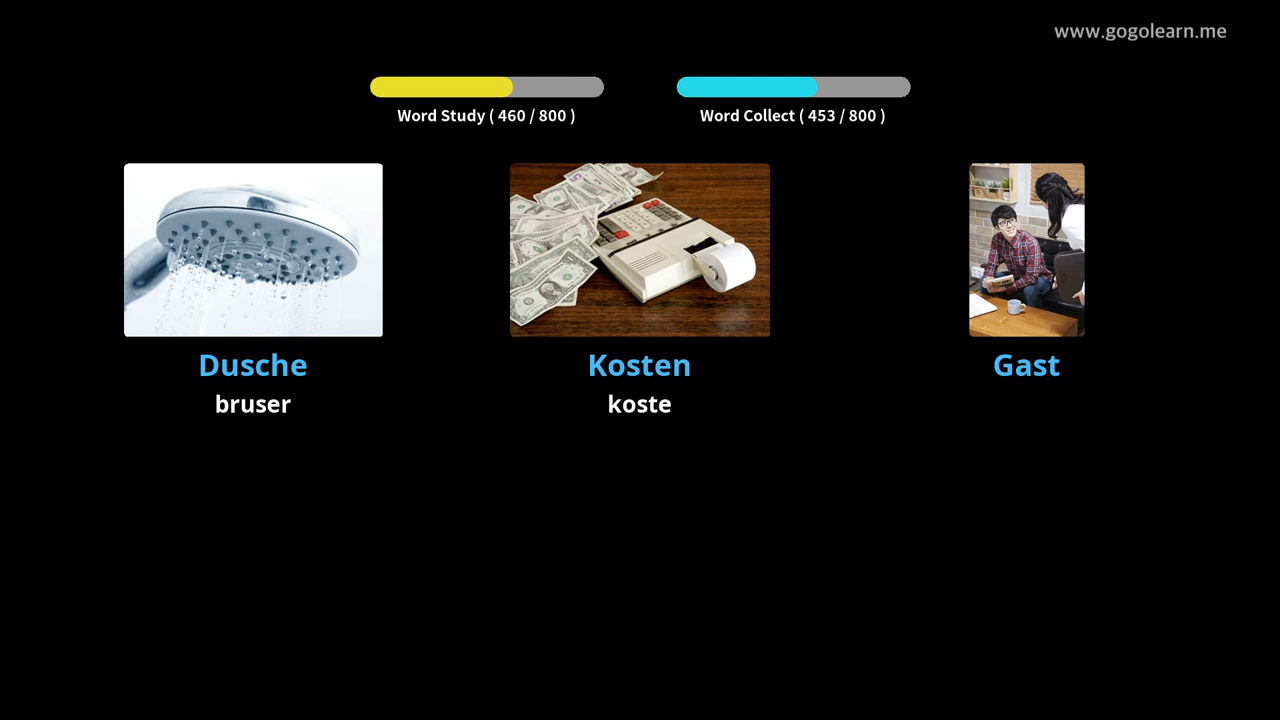 www.gogolearn.me
Word Study ( 460 / 800 )
Word Collect ( 453 / 800 )
Dusche
bruser
Kosten
koste
Gast